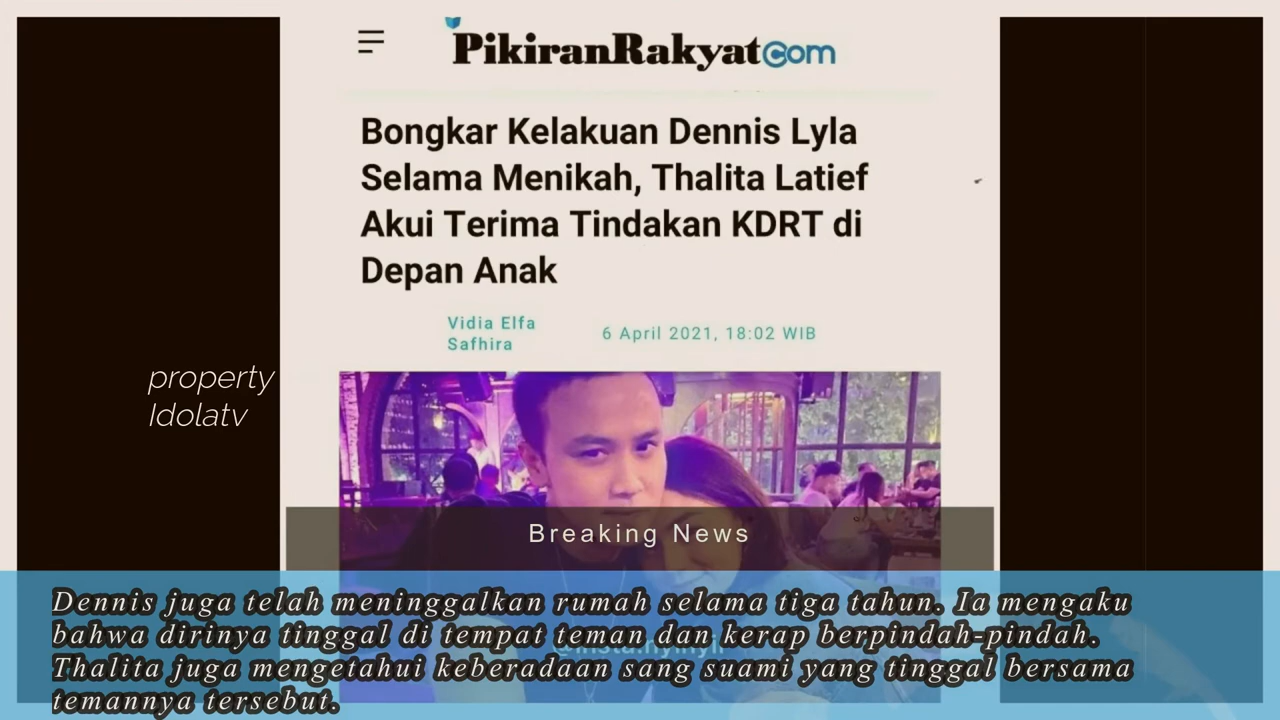 PikiranRakyat.com
Bongkar Kelakuan Dennis Lyla
Selama Menikah, Thalita Latief
Akui Terima Tindakan KDRT di
Depan Anak
Vidia Elfa
Safhira
6 April 2021, 18:02 WIB
property
Idolatv
Breaking News
Dennis juga telah meninggalkan rumah selama tiga tahun. Ia mengaku
bahwa dirinya tinggal di tempat teman dan kerap berpindah-pindah.
Thalita juga mengetahui keberadaan sang suami yang tinggal bersama
temannya tersebut.